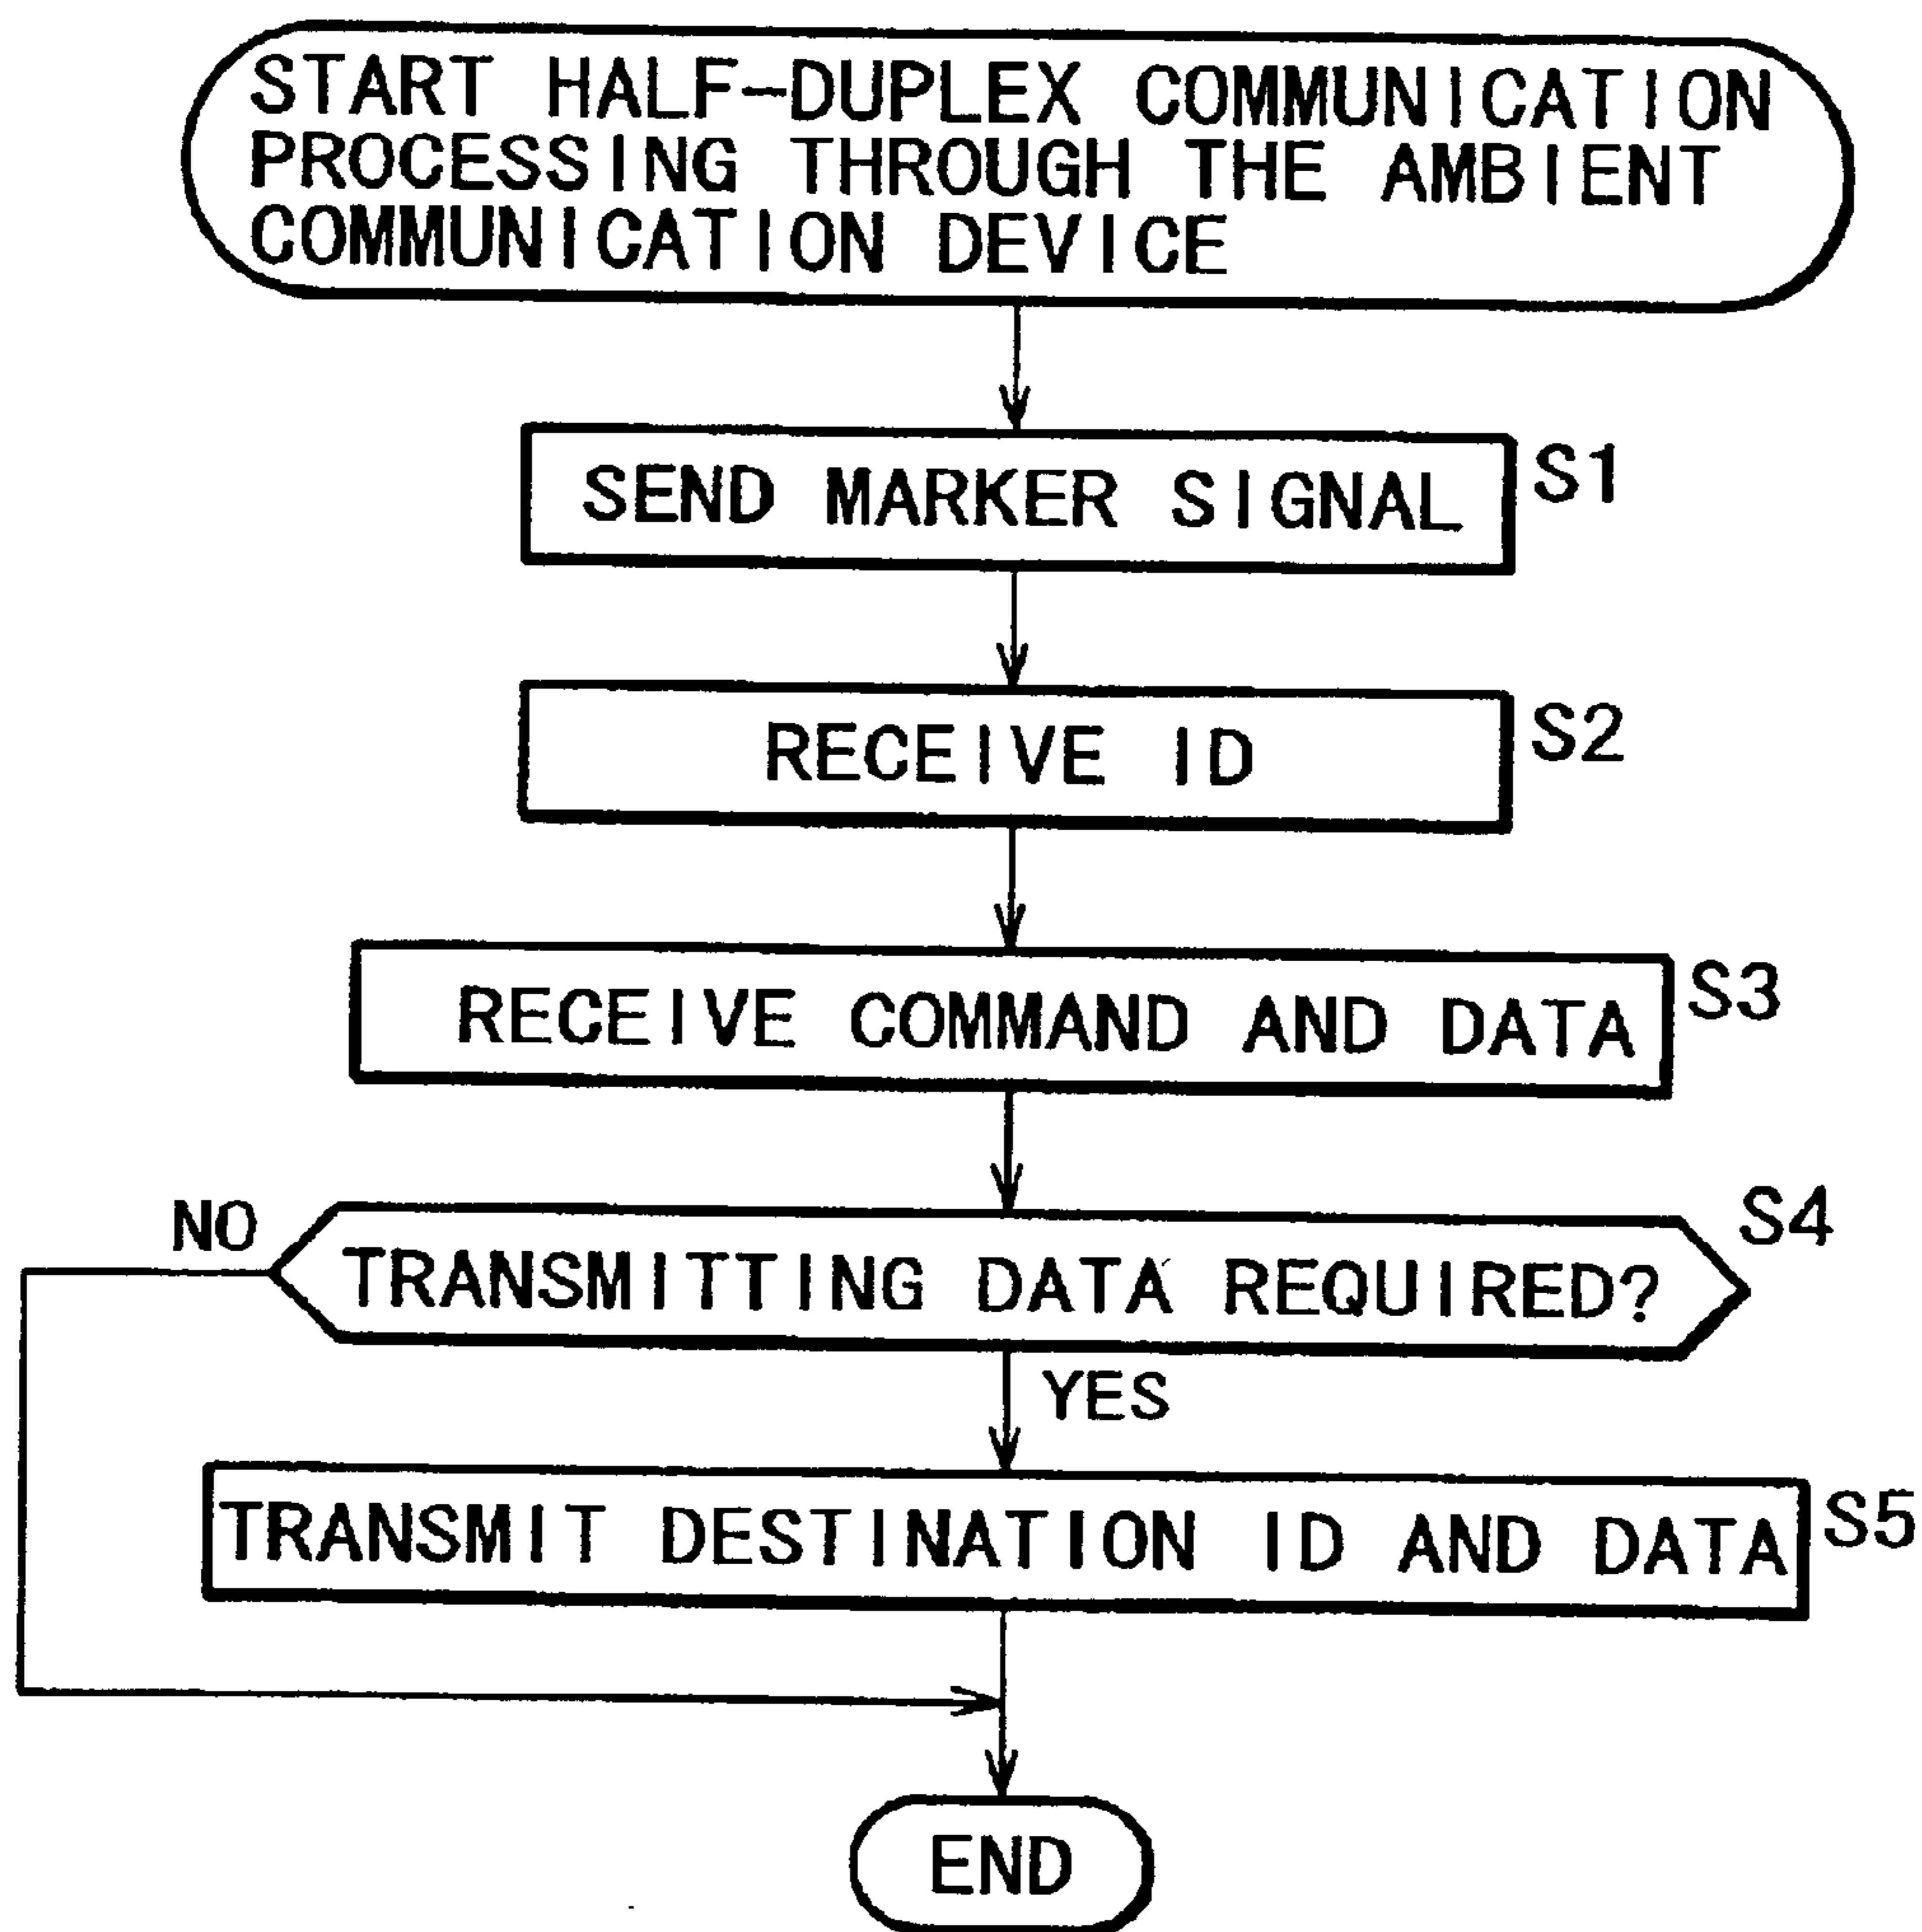 START HALF-DUPLEX COMMUNICATION
PROCESSING THROUGH THE AMBIENT
COMMUNICATION DEVICE
SEND MARKER SIGNAL
S1
RECEIVE ID
S2
RECEIVE COMMAND AND DATA
S3
NO
S4
TRANSMITTING DATA REQUIRED?
YES
TRANSMIT DESTINATION ID AND DATA
S5
END